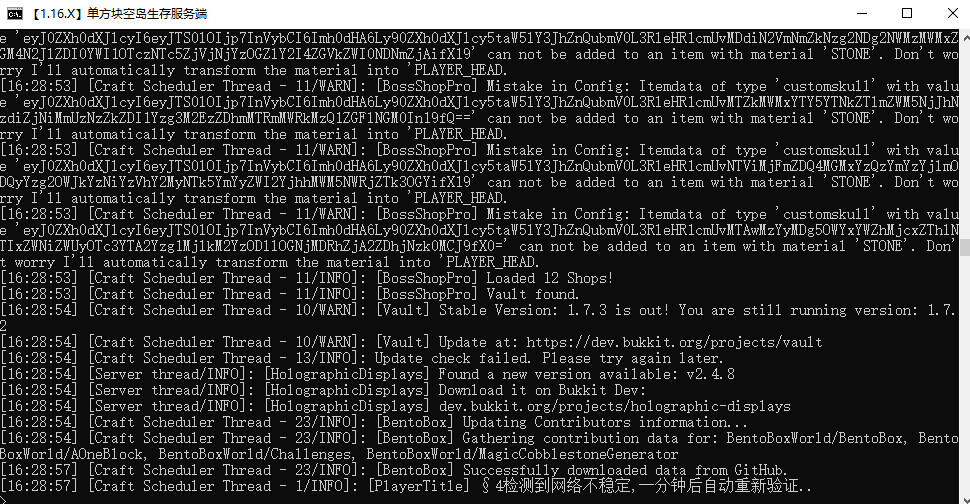 【1.16.X】单方块空岛生存服务端
GM4N2J1ZDI0YWI1OTczNTc5ZjVjNjYzOGZlY2I4ZGVkZWI0NDNmZjAifX19' can not be added to an item with material 'STONE'. Don't wo
rry I'll automatically transform the material into 'PLAYER_HEAD.
[16:28:53] [Craft Scheduler Thread - 11/WARN]: [BossShopPro] Mistake in Config: Itemdata of type 'customskull' with valu
can not be added to an item with material 'STONE'. Don't wo
rry I'll automatically transform the material into 'PLAYER_HEAD.
[16:28:53] [Craft Scheduler Thread - 11/WARN]: [BossShopPro] Mistake in Config: Itemdata of type 'customskull' with valu
can not be added to an item with material 'STONE'. Don't wo
rry I'll automatically transform the material into 'PLAYER_HEAD.
[16:28:53] [Craft Scheduler Thread - 11/WARN]: [BossShopPro] Mistake in Config: Itemdata of type 'customskull' with valu
can not be added to an item with material 'STONE'. Don'
t worry I'll automatically transform the material into 'PLAYER_HEAD.
[16:28:53] [Craft Scheduler Thread - 11/INFO]: [BossShopPro] Loaded 12 Shops!
[16:28:53] [Craft Scheduler Thread - 11/INFO]: [BossShopPro] Vault found.
[16:28:54] [Craft Scheduler Thread - 10/WARN]: [Vault] Stable Version: 1.7.3 is out! You are still running version: 1.7.
2
[16:28:54] [Craft Scheduler Thread - 10/WARN]: [Vault] Update at: https://dev.bukkit.org/projects/vault
[16:28:54] [Craft Scheduler Thread - 13/INFO]: Update check failed. Please try again later.
[16:28:54] [Server thread/INFO]: [HolographicDisplays] Found a new version available: v2.4.8
[16:28:54] [Server thread/INFO]: [HolographicDisplays] Download it on Bukkit Dev:
[16:28:54] [Server thread/INFO]: [HolographicDisplays] dev.bukkit.org/projects/holographic-displays
[16:28:54] [Craft Scheduler Thread - 23/INFO]: [BentoBox] Updating Contributors information...
[16:28:54] [Craft Scheduler Thread - 23/INFO]: [BentoBox] Gathering contribution data for: BentoBoxWorld/BentoBox, Bento
BoxWorld/AOneBlock, BentoBoxWorld/Challenges, BentoBoxWorld/MagicCobblestoneGenerator
[16:28:57] [Craft Scheduler Thread - 23/INFO]: [BentoBox] Successfully downloaded data from GitHub.
[16:28:57] [Craft Scheduler Thread - 1/INFO]: [PlayerTitle] §4检测到网络不稳定,一分钟后自动重新验证..
>